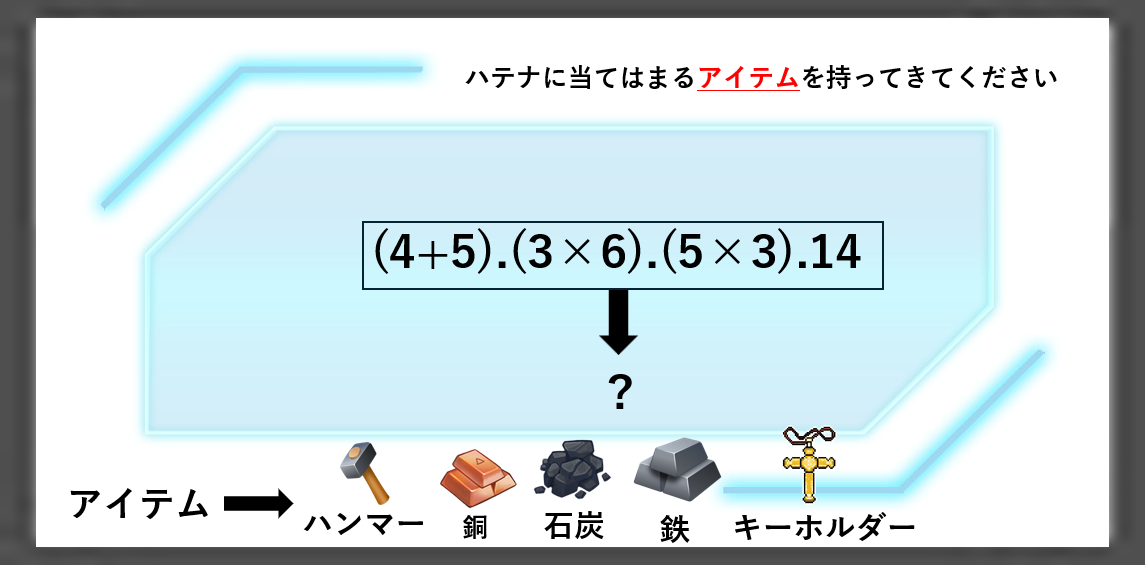 ハテナに当てはまるアイテムを持ってきてください
(4+5).(3×6).(5×3).14
?
アイテム
ハンマー 銅 石炭 鉄 キーホルダー